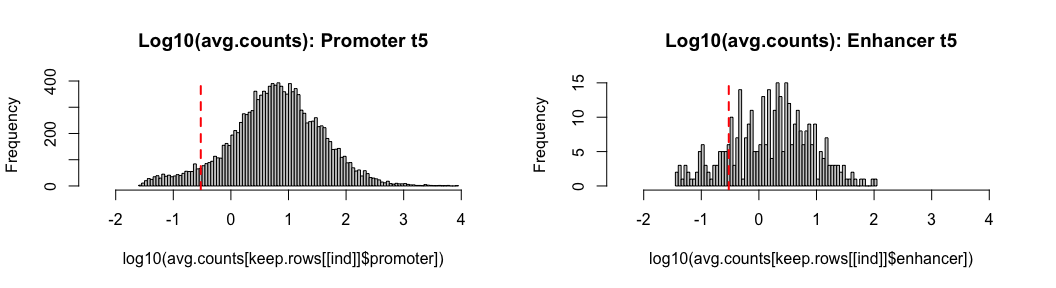 Log10(avg.counts): Promoter t5
Frequency
400
200
0
-2 -1 0 1 2 3 4
log10(avg.counts[keep.rows[[ind]]$promoter])
Log10(avg.counts): Enhancer t5
Frequency
15
10
5
0
-2 -1 0 1 2 3 4
log10(avg.counts[keep.rows[[ind]]$enhancer])